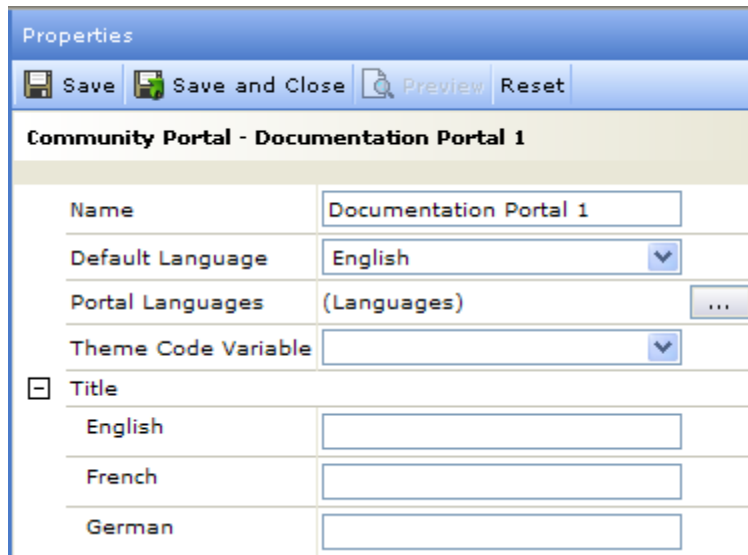 Properties
Save Save and Close Preview Reset
Community Portal - Documentation Portal 1
Name Documentation Portal 1
Default Language English
Portal Languages (Languages) ...
Theme Code Variable
Title
English
French
German